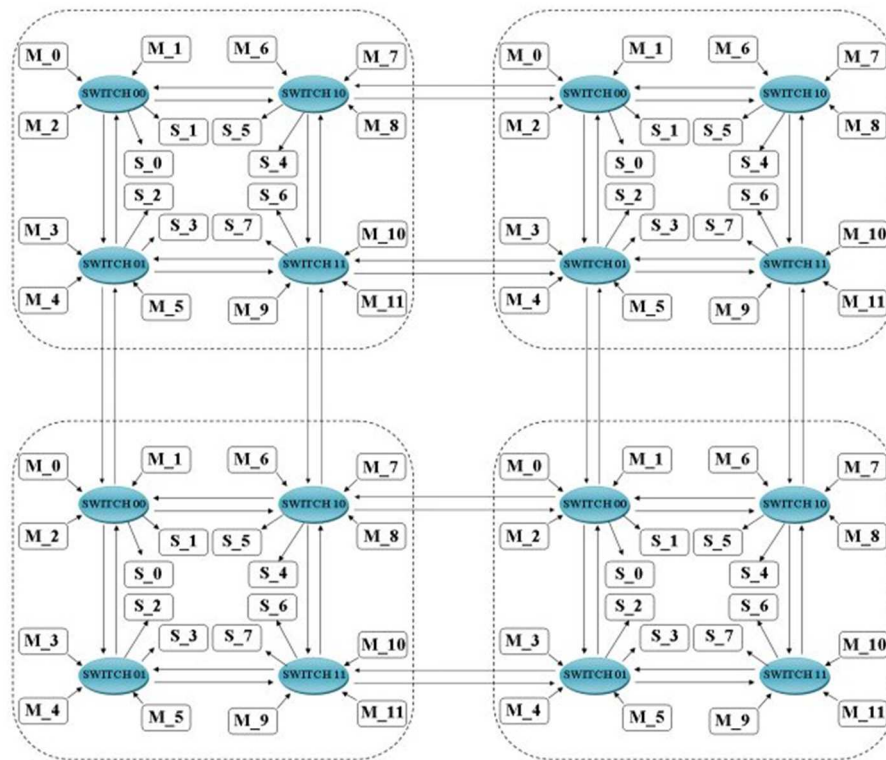 M_0 M_1 M_6 M_7 M_0 M_1 M_6 M_7
SWITCH 00 SWITCH 10 SWITCH 00 SWITCH 10
M_2 S_1 S_5 M_8 M_2 S_1 S_5 M_8
S_0 S_4 S_0 S_4
S_2 S_6 S_2 S_6
M_3 S_3 S_7 M_10 M_3 S_3 S_7 M_10
SWITCH 01 SWITCH 11 SWITCH 01 SWITCH 11
M_4 M_5 M_9 M_11 M_4 M_5 M_9 M_11
M_0 M_1 M_6 M_7 M_0 M_1 M_6 M_7
SWITCH 00 SWITCH 10 SWITCH 00 SWITCH 10
M_2 S_1 S_5 M_8 M_2 S_1 S_5 M_8
S_0 S_4 S_0 S_4
S_2 S_6 S_2 S_6
M_3 S_3 S_7 M_10 M_3 S_3 S_7 M_10
SWITCH 01 SWITCH 11 SWITCH 01 SWITCH 11
M_4 M_5 M_9 M_11 M_4 M_5 M_9 M_11